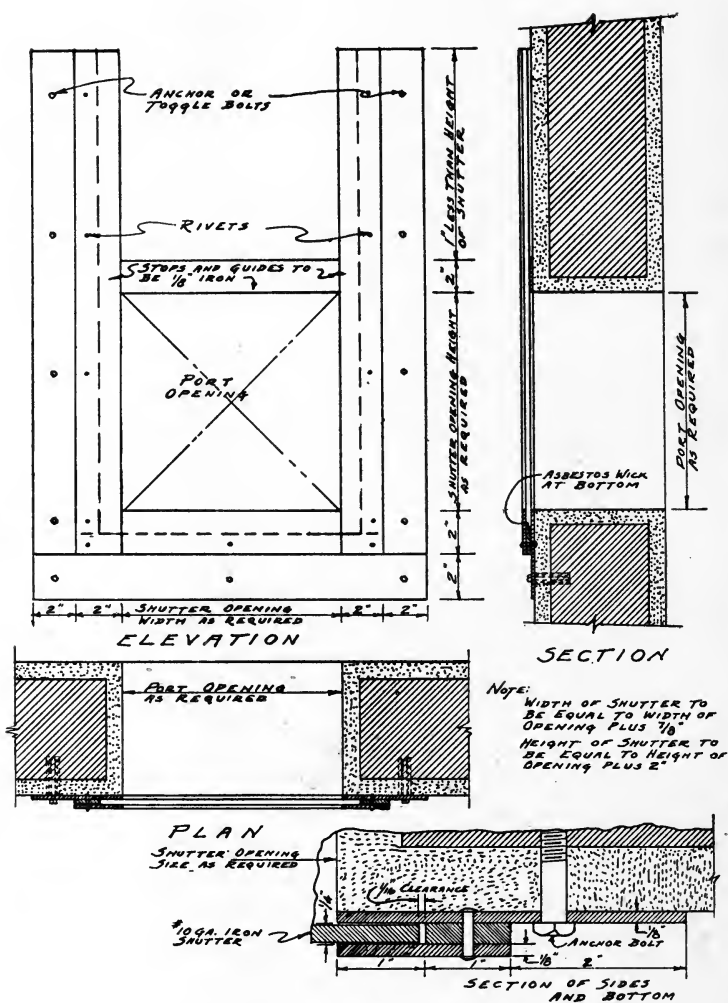 ANCHOR OR
TOGGLE BOLTS
RIVETS
STOPS AND GUIDES TO
BE 1/8" IRON
PORT
OPENING
1" LESS THAN HEIGHT
OF SHUTTER
2"
SHUTTER OPENING HEIGHT
AS REQUIRED
2"
2"
2"
2"
SHUTTER OPENING
WIDTH AS REQUIRED
2"
2"
ELEVATION
ASBESTOS WICK
AT BOTTOM
PORT OPENING
AS REQUIRED
SECTION
PORT OPENING
AS REQUIRED
PLAN
NOTE:
WIDTH OF SHUTTER TO
BE EQUAL TO WIDTH OF
OPENING PLUS 7/8"
HEIGHT OF SHUTTER TO
BE EQUAL TO HEIGHT OF
OPENING PLUS 2"
SHUTTER OPENING
SIZE AS REQUIRED
1/16" CLEARANCE
1/4"
#10 GA. IRON
SHUTTER
1/8"
ANCHOR BOLT
1/8"
1"
1"
2"
SECTION OF SIDES
AND BOTTOM